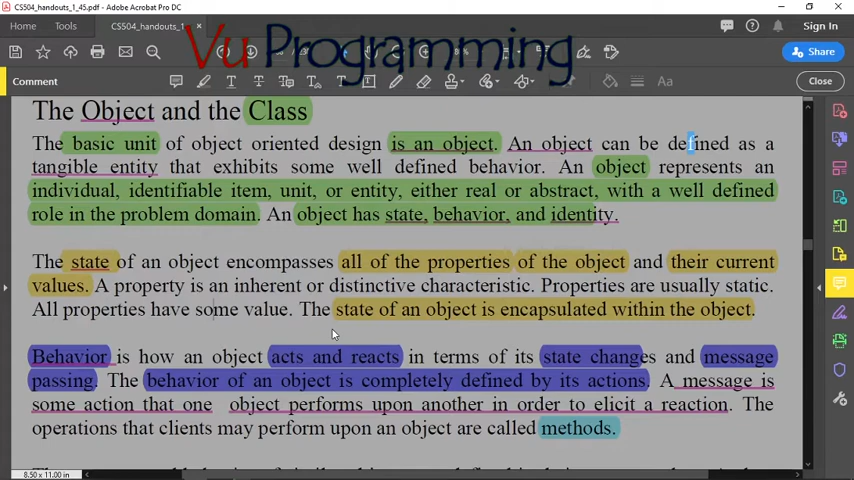 CS504_handouts_1_45.pdf - Adobe Acrobat Pro DC
Home Tools CS504_handouts_1... × Sign In
Vu Programming
Share
Comment Close
The Object and the Class
The basic unit of object oriented design is an object. An object can be defined as a
tangible entity that exhibits some well defined behavior. An object represents an
individual, identifiable item, unit, or entity, either real or abstract, with a well defined
role in the problem domain. An object has state, behavior, and identity.
The state of an object encompasses all of the properties of the object and their current
values. A property is an inherent or distinctive characteristic. Properties are usually static.
All properties have some value. The state of an object is encapsulated within the object.
Behavior is how an object acts and reacts in terms of its state changes and message
passing. The behavior of an object is completely defined by its actions. A message is
some action that one object performs upon another in order to elicit a reaction. The
operations that clients may perform upon an object are called methods.
8.50 x 11.00 in